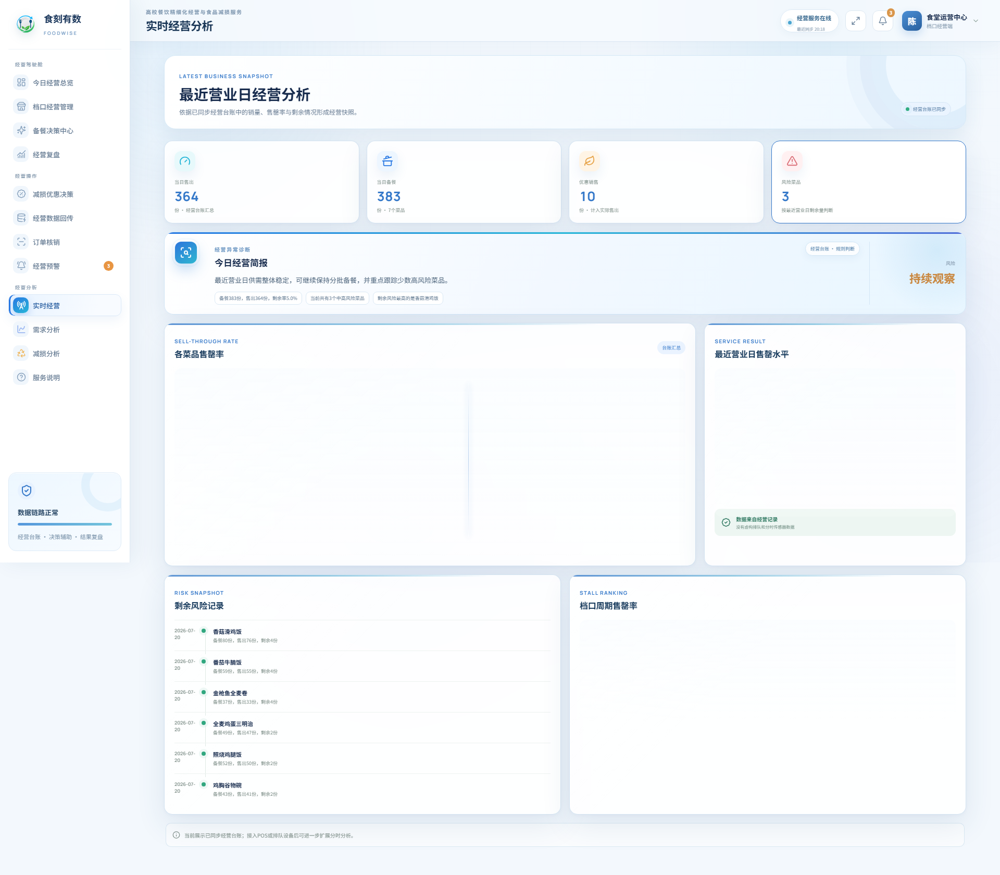 食刻有数
FOODWISE
经营驾驶舱
今日经营总览
档口经营管理
备餐决策中心
经营复盘
经营操作
减损优惠决策
经营数据回传
订单核销
经营预警
3
经营分析
实时经营
需求分析
减损分析
服务说明
数据链路正常
经营台账 · 决策辅助 · 结果复盘
高校餐饮精细化经营与食品减损服务
实时经营分析
经营服务在线
最近同步 20:18
3
陈
食堂运营中心
档口经营端
LATEST BUSINESS SNAPSHOT
最近营业日经营分析
依据已同步经营台账中的销量、售罄率与剩余情况形成经营快照。
经营台账已同步
当日售出
364
份 · 经营台账汇总
当日备餐
383
份 · 7个菜品
优惠销售
10
份 · 计入实际售出
风险菜品
3
按最近营业日剩余量判断
经营异常诊断
今日经营简报
最近营业日供需整体稳定，可继续保持分批备餐，并重点跟踪少数高风险菜品。
备餐383份，售出364份，剩余率5.0%
当前共有3个中高风险菜品
剩余风险最高的是香菇滑鸡饭
经营台账 · 规则判断
风险
持续观察
SELL-THROUGH RATE
各菜品售罄率
台账汇总
SERVICE RESULT
最近营业日售罄水平
数据来自经营记录
没有虚构排队和分时传感器数据
RISK SNAPSHOT
剩余风险记录
2026-07-
20
香菇滑鸡饭
备餐80份，售出76份，剩余4份
2026-07-
20
番茄牛腩饭
备餐59份，售出55份，剩余4份
2026-07-
20
金枪鱼全麦卷
备餐37份，售出33份，剩余4份
2026-07-
20
全麦鸡蛋三明治
备餐49份，售出47份，剩余2份
2026-07-
20
照烧鸡腿饭
备餐52份，售出50份，剩余2份
2026-07-
20
鸡胸谷物碗
备餐43份，售出41份，剩余2份
STALL RANKING
档口周期售罄率
当前展示已同步经营台账；接入POS或排队设备后可进一步扩展分时分析。